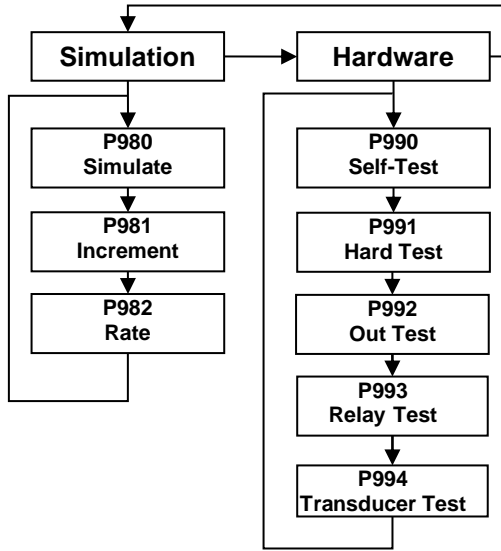 Simulation
Hardware
P980
Simulate
P981
Increment
P982
Rate
P990
Self-Test
P991
Hard Test
P992
Out Test
P993
Relay Test
P994
Transducer Test